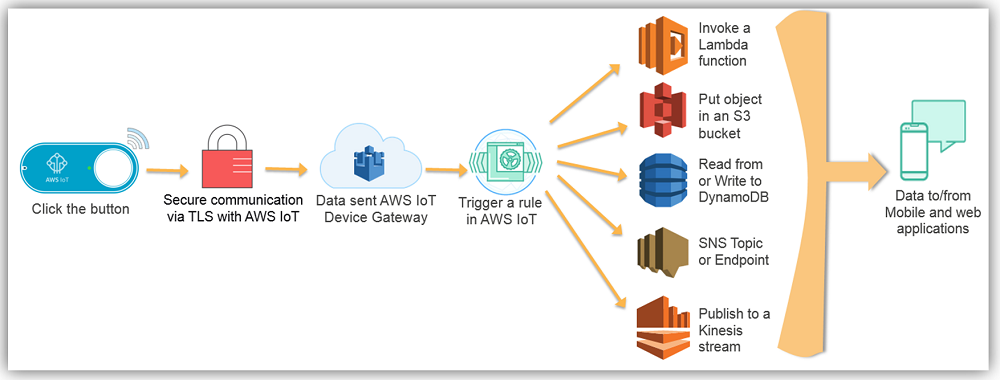 AWS IoT
Click the button
Secure communication
via TLS with AWS IoT
Data sent AWS IoT
Device Gateway
Trigger a rule
in AWS IoT
Invoke a
Lambda
function
Put object
in an S3
bucket
Read from
or Write to
DynamoDB
SNS Topic
or Endpoint
Publish to a
Kinesis
stream
Data to/from
Mobile and web
applications